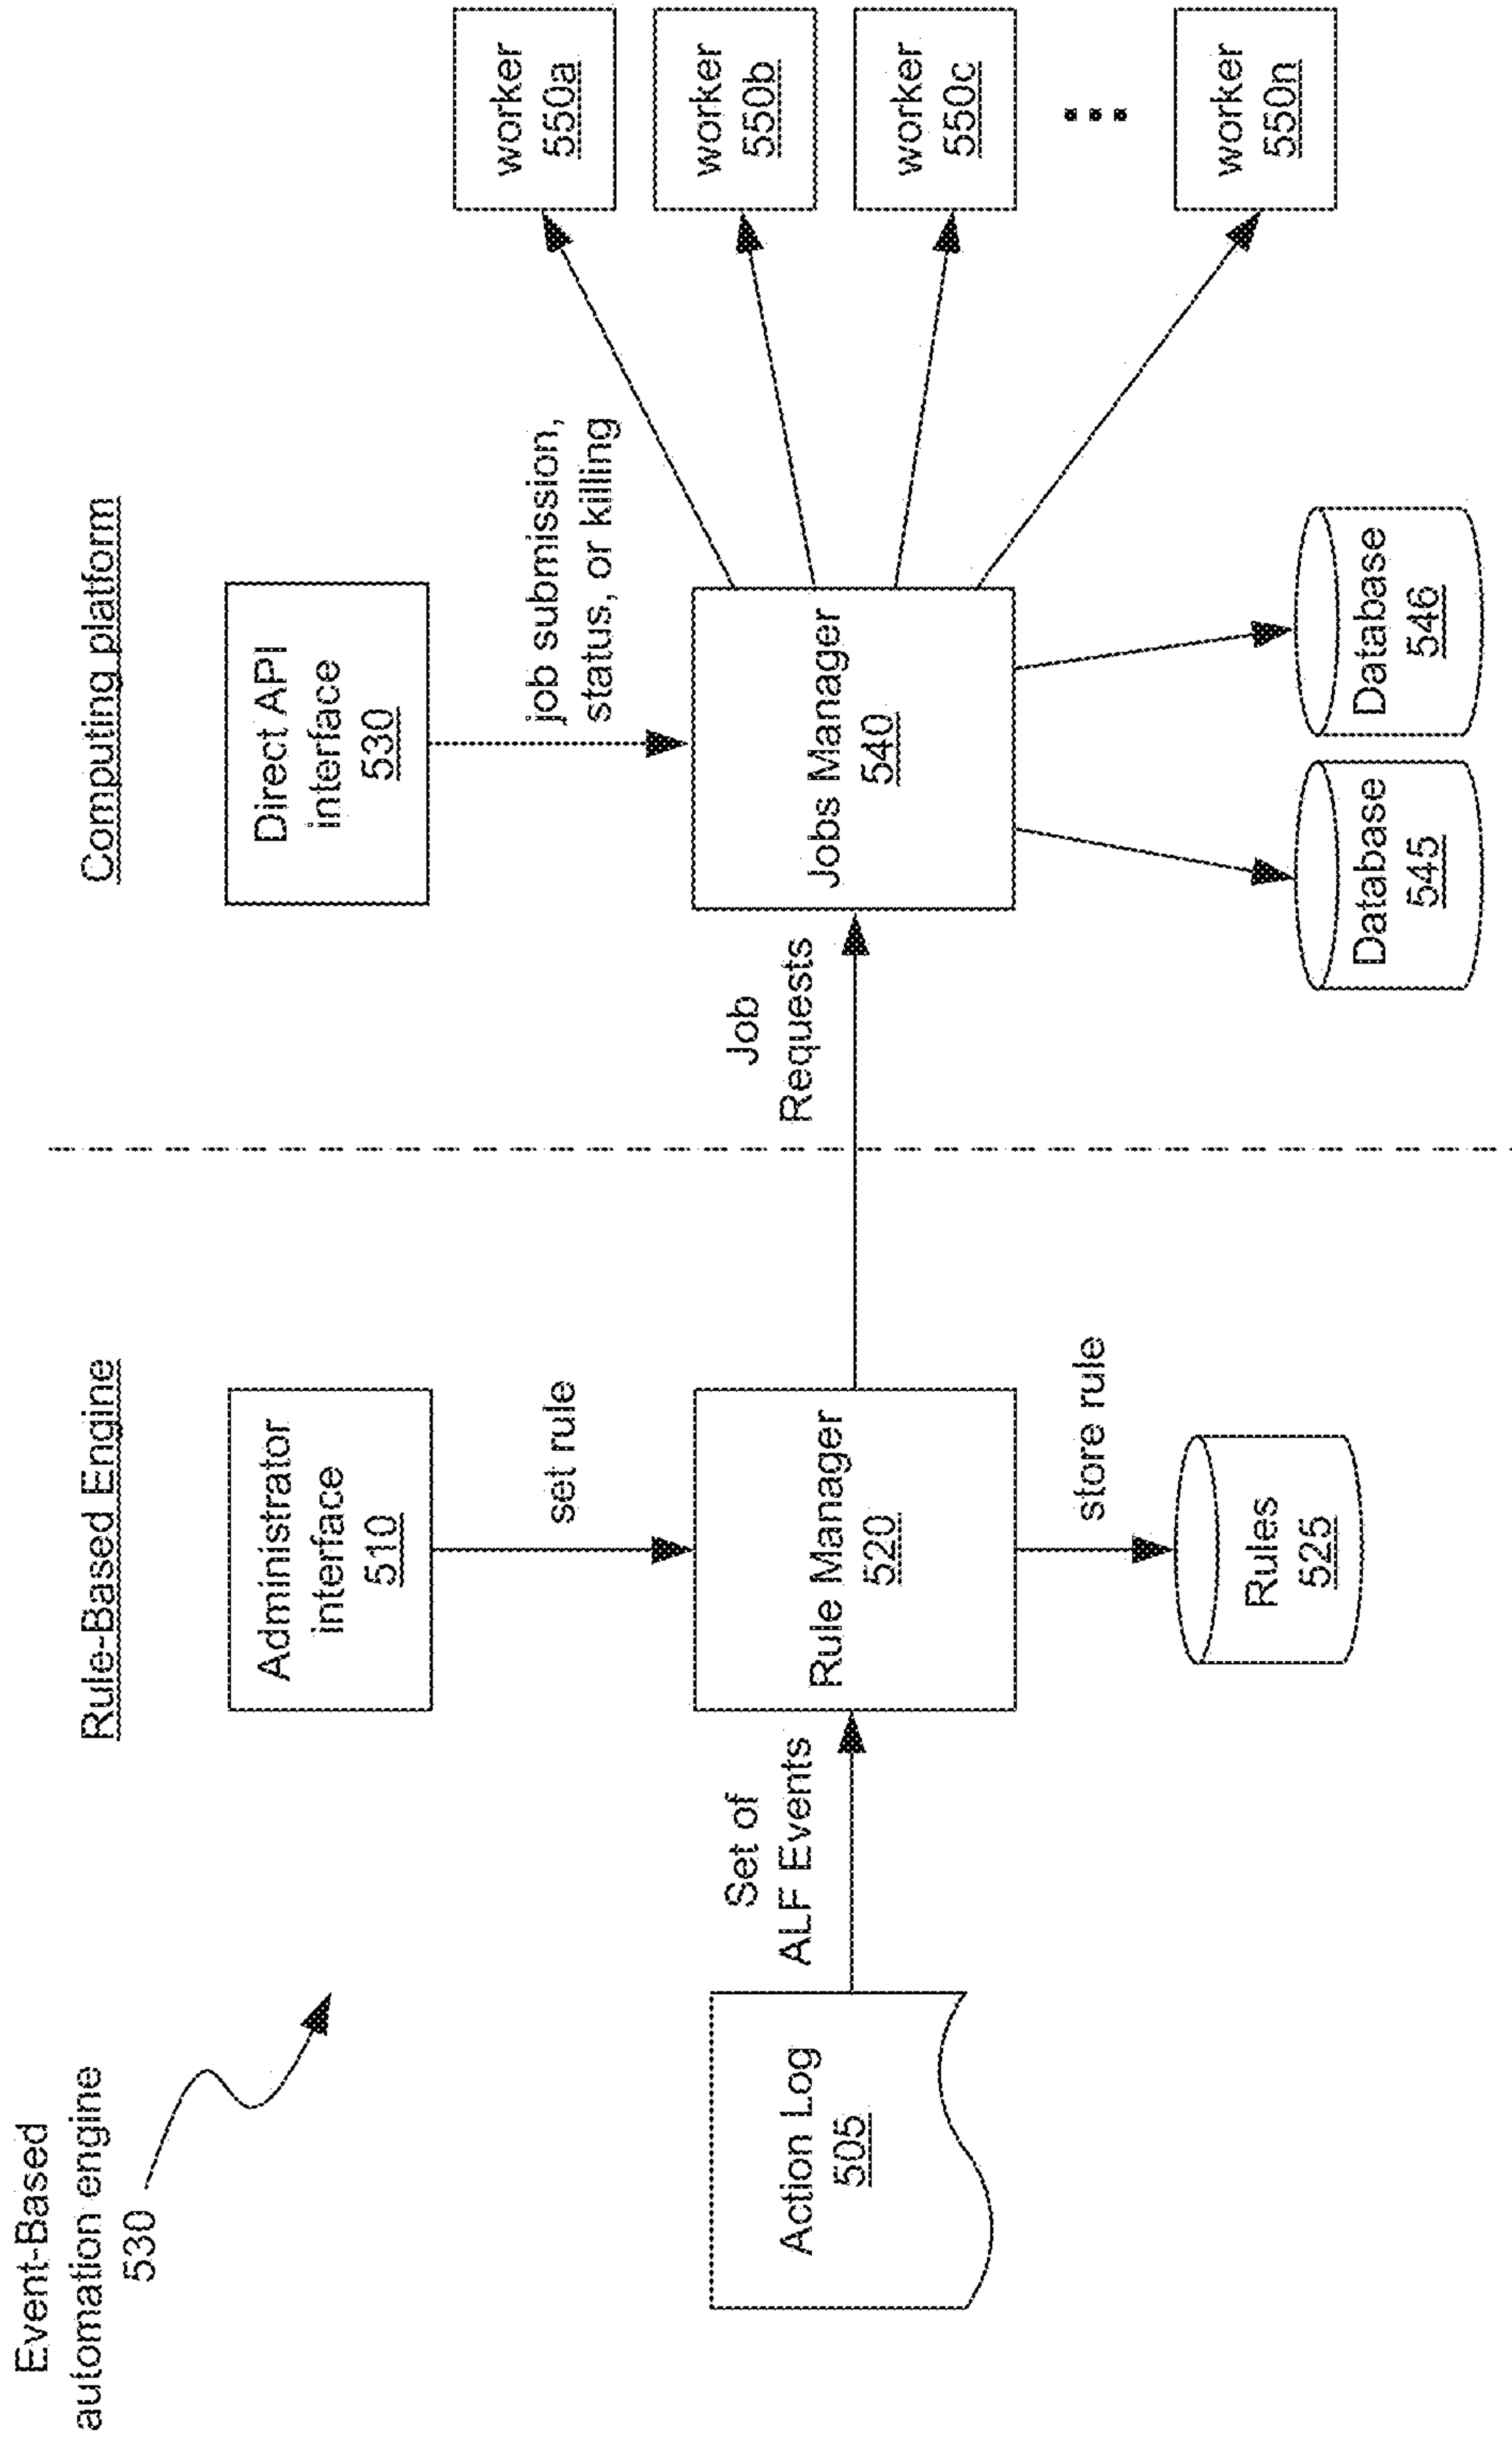 Event-Based
automation engine
530
Rule-Based Engine
Computing platform
Administrator
interface
510
set rule
Direct API
interface
530
job submission,
status, or killing
Action Log
505
Set of
ALF Events
Rule Manager
520
Job
Requests
Jobs Manager
540
store rule
Rules
525
Database
545
Database
546
worker
550a
worker
550b
worker
550c
worker
550n